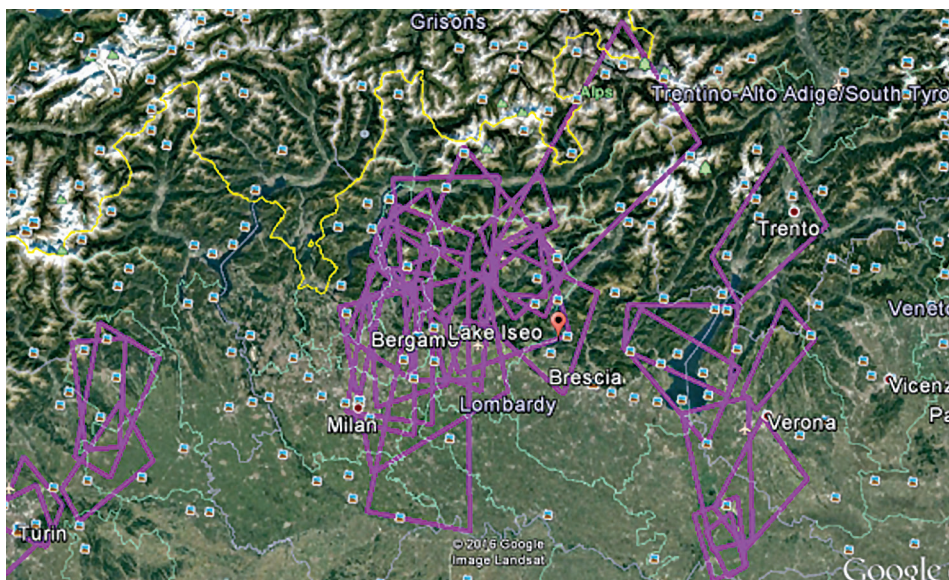 Grisons
Alps
Trentino-Alto Adige/South Tyro
Trento
Veneto
Bergamo
Lake Iseo
Brescia
Vicenz
Lombardy
Pa
Milan
Verona
Turin
© 2016 Google
Image Landsat
Google